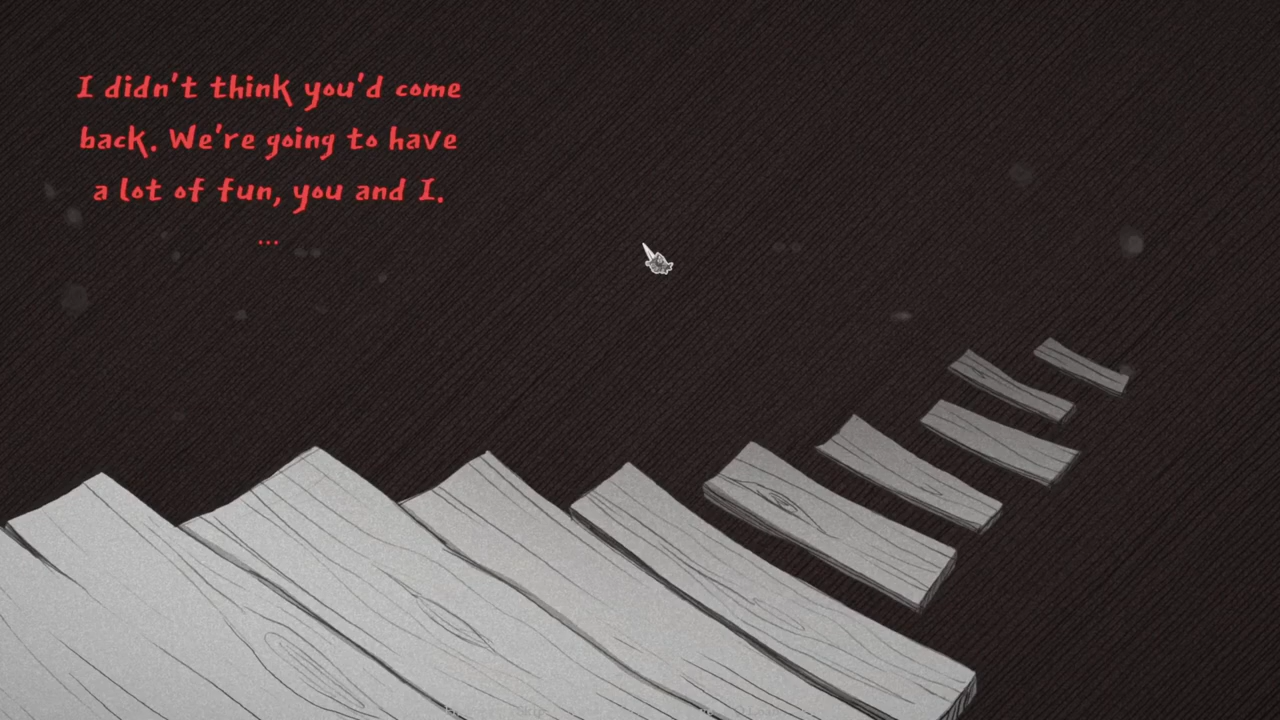 I didn't think you'd come
back. We're going to have
a lot of fun, you and I.
...